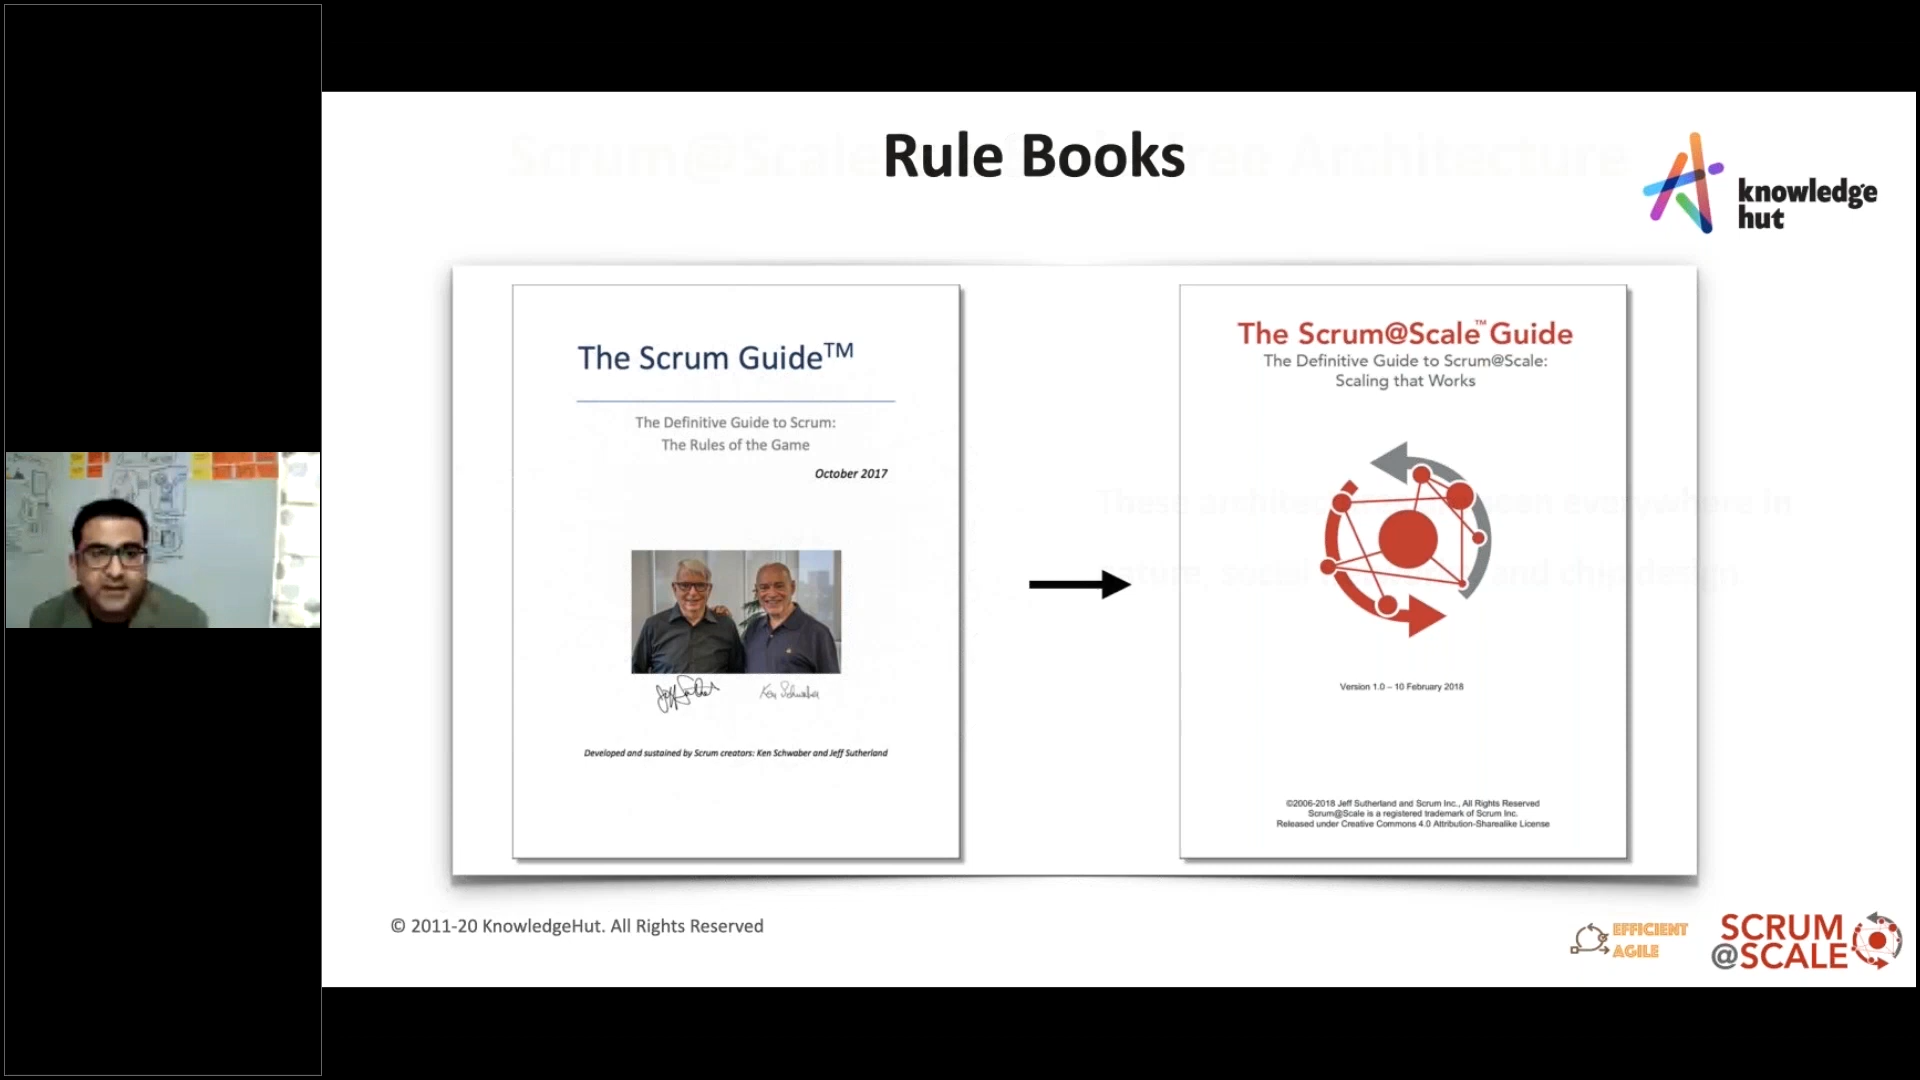 Rule Books
knowledge
hut
The Scrum Guide™
The Definitive Guide to Scrum:
The Rules of the Game
October 2017
Jeff Sutherland
Ken Schwaber
Developed and sustained by Scrum creators: Ken Schwaber and Jeff Sutherland
The Scrum@Scale™ Guide
The Definitive Guide to Scrum@Scale:
Scaling that Works
Version 1.0 – 10 February 2018
©2006-2018 Jeff Sutherland and Scrum Inc., All Rights Reserved
Scrum@Scale is a registered trademark of Scrum Inc.
Released under Creative Commons 4.0 Attribution-Sharealike License
© 2011-20 KnowledgeHut. All Rights Reserved
EFFICIENT
AGILE
SCRUM
@SCALE